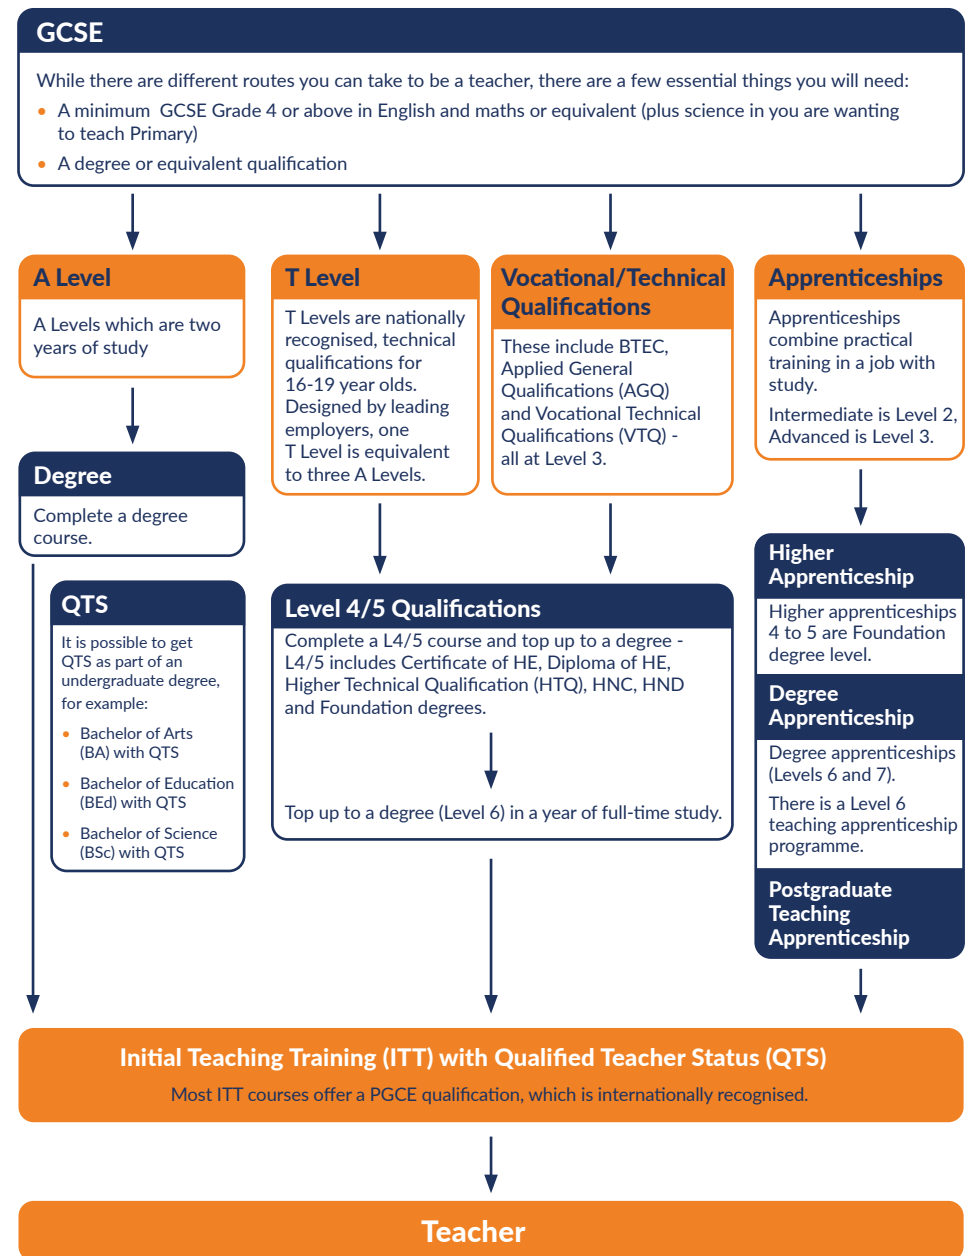 GCSE
While there are different routes you can take to be a teacher, there are a few essential things you will need:
• A minimum GCSE Grade 4 or above in English and maths or equivalent (plus science in you are wanting
to teach Primary)
• A degree or equivalent qualification
A Level
A Levels which are two
years of study
Degree
Complete a degree
course.
QTS
It is possible to get
QTS as part of an
undergraduate degree,
for example:
• Bachelor of Arts
(BA) with QTS
• Bachelor of Education
(BEd) with QTS
• Bachelor of Science
(BSc) with QTS
T Level
T Levels are nationally
recognised, technical
qualifications for
16-19 year olds.
Designed by leading
employers, one
T Level is equivalent
to three A Levels.
Vocational/Technical
Qualifications
These include BTEC,
Applied General
Qualifications (AGQ)
and Vocational Technical
Qualifications (VTQ) -
all at Level 3.
Level 4/5 Qualifications
Complete a L4/5 course and top up to a degree -
L4/5 includes Certificate of HE, Diploma of HE,
Higher Technical Qualification (HTQ), HNC, HND
and Foundation degrees.
Top up to a degree (Level 6) in a year of full-time study.
Apprenticeships
Apprenticeships
combine practical
training in a job with
study.
Intermediate is Level 2,
Advanced is Level 3.
Higher
Apprenticeship
Higher apprenticeships
4 to 5 are Foundation
degree level.
Degree
Apprenticeship
Degree apprenticeships
(Levels 6 and 7).
There is a Level 6
teaching apprenticeship
programme.
Postgraduate
Teaching
Apprenticeship
Initial Teaching Training (ITT) with Qualified Teacher Status (QTS)
Most ITT courses offer a PGCE qualification, which is internationally recognised.
Teacher